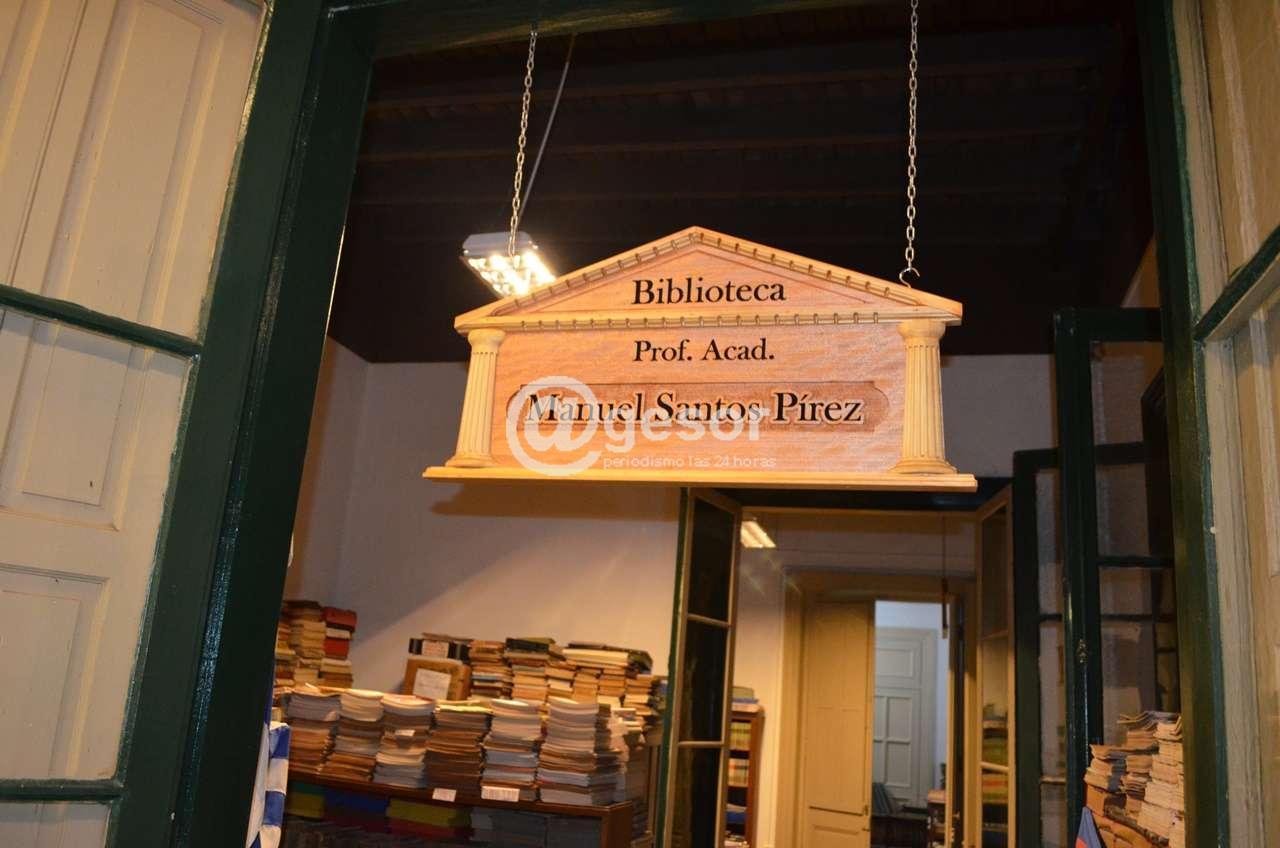 Biblioteca
Prof. Acad.
Manuel Santos Pírez
@gesor
periodismo las 24 horas